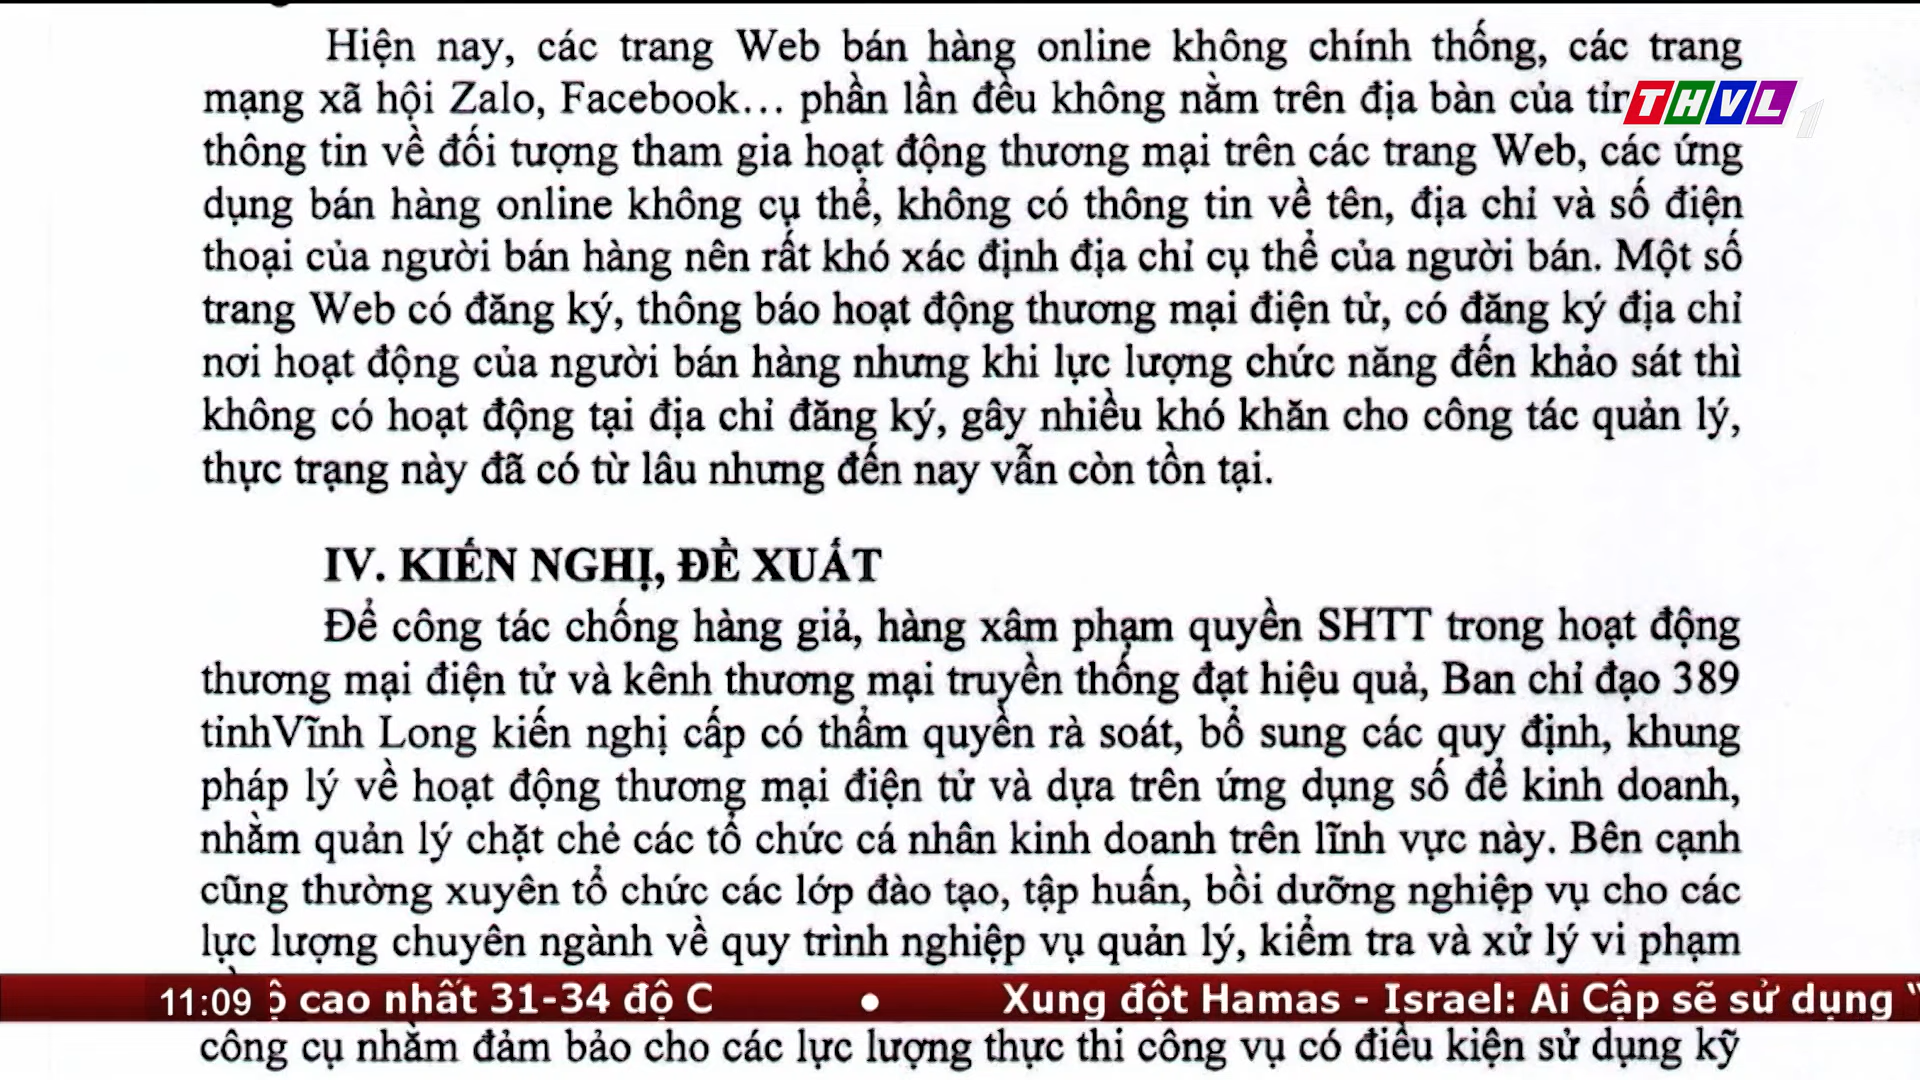 Hiện nay, các trang Web bán hàng online không chính thống, các trang
mạng xã hội Zalo, Facebook… phần lần đều không nằm trên địa bàn của
THVL1
thông tin về đối tượng tham gia hoạt động thương mại trên các trang Web, các ứng
dụng bán hàng online không cụ thể, không có thông tin về tên, địa chỉ và số điện
thoại của người bán hàng nên rất khó xác định địa chỉ cụ thể của người bán. Một số
trang Web có đăng ký, thông báo hoạt động thương mại điện tử, có đăng ký địa chỉ
nơi hoạt động của người bán hàng nhưng khi lực lượng chức năng đến khảo sát thì
không có hoạt động tại địa chỉ đăng ký, gây nhiều khó khăn cho công tác quản lý,
thực trạng này đã có từ lâu nhưng đến nay vẫn còn tồn tại.
IV. KIẾN NGHỊ, ĐỀ XUẤT
Để công tác chống hàng giả, hàng xâm phạm quyền SHTT trong hoạt động
thương mại điện tử và kênh thương mại truyền thống đạt hiệu quả, Ban chỉ đạo 389
tỉnhVĩnh Long kiến nghị cấp có thẩm quyền rà soát, bổ sung các quy định, khung
pháp lý về hoạt động thương mại điện tử và dựa trên ứng dụng số để kinh doanh,
nhằm quản lý chặt chẻ các tổ chức cá nhân kinh doanh trên lĩnh vực này. Bên cạnh
cũng thường xuyên tổ chức các lớp đào tạo, tập huấn, bồi dưỡng nghiệp vụ cho các
lực lượng chuyên ngành về quy trình nghiệp vụ quản lý, kiểm tra và xử lý vi phạm
11:09 cao nhất 31-34 độ C • Xung đột Hamas - Israel: Ai Cập sẽ sử dụng "
công cụ nhằm đảm bảo cho các lực lượng thực thi công vụ có điều kiện sử dụng kỹ